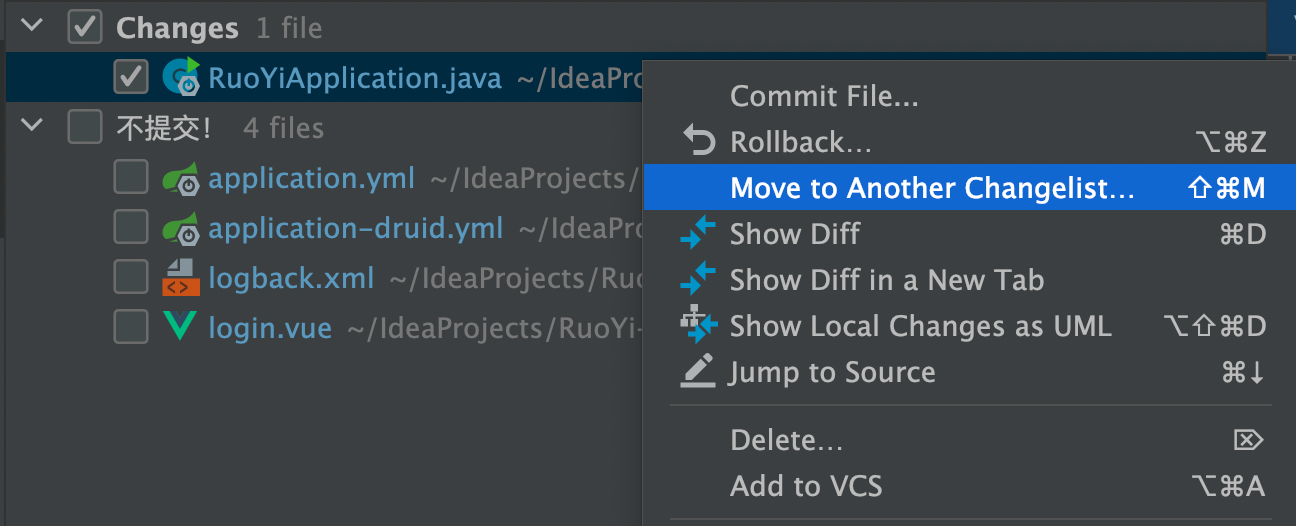 Changes 1 file
RuoYiApplication.java ~/IdeaPro
不提交！ 4 files
application.yml ~/IdeaProjects/
application-druid.yml ~/IdeaPro
logback.xml ~/IdeaProjects/Ruo
login.vue ~/IdeaProjects/RuoYi-
Commit File...
Rollback... ⌥⌘Z
Move to Another Changelist... ⇧⌘M
Show Diff ⌘D
Show Diff in a New Tab
Show Local Changes as UML ⌥⇧⌘D
Jump to Source ⌘↓
Delete... ⌦
Add to VCS ⌥⌘A